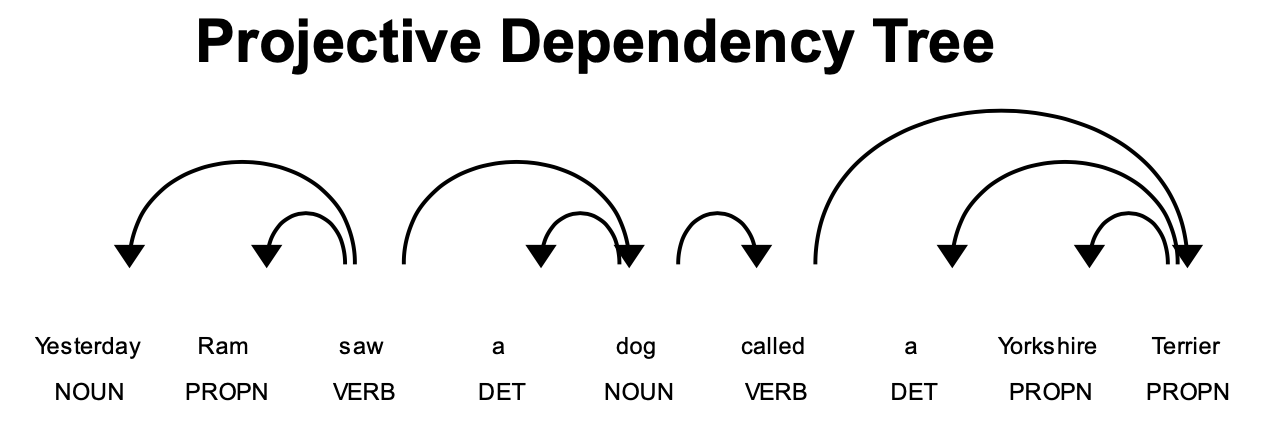 Projective Dependency Tree
Yesterday Ram saw a dog called a Yorkshire Terrier
NOUN PROPN VERB DET NOUN VERB DET PROPN PROPN